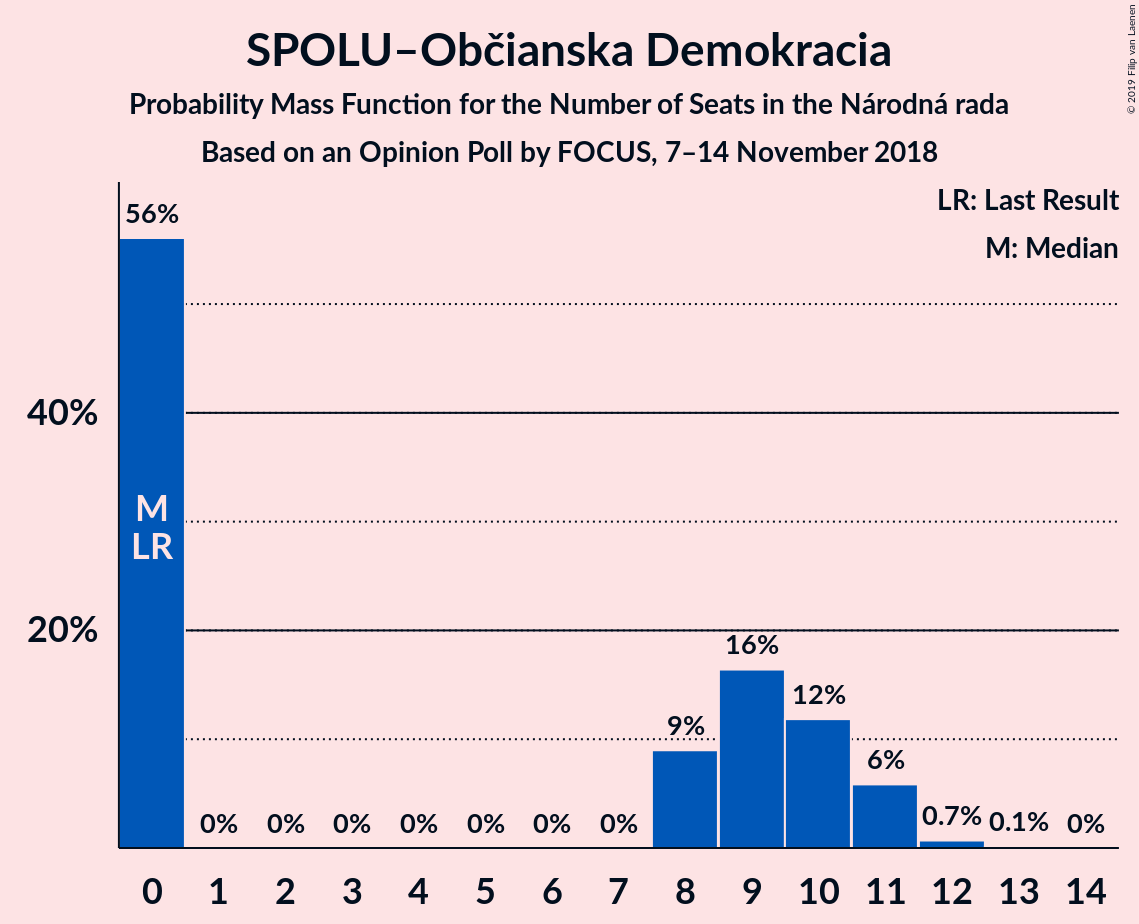 SPOLU–Občianska Demokracia
Probability Mass Function for the Number of Seats in the Národná rada
Based on an Opinion Poll by FOCUS, 7–14 November 2018
© 2019 Filip van Laenen
LR: Last Result
M: Median
56%
40%
M
LR
20%
16%
12%
9%
6%
0% 0% 0% 0% 0% 0% 0% 0.7% 0.1% 0%
0 1 2 3 4 5 6 7 8 9 10 11 12 13 14